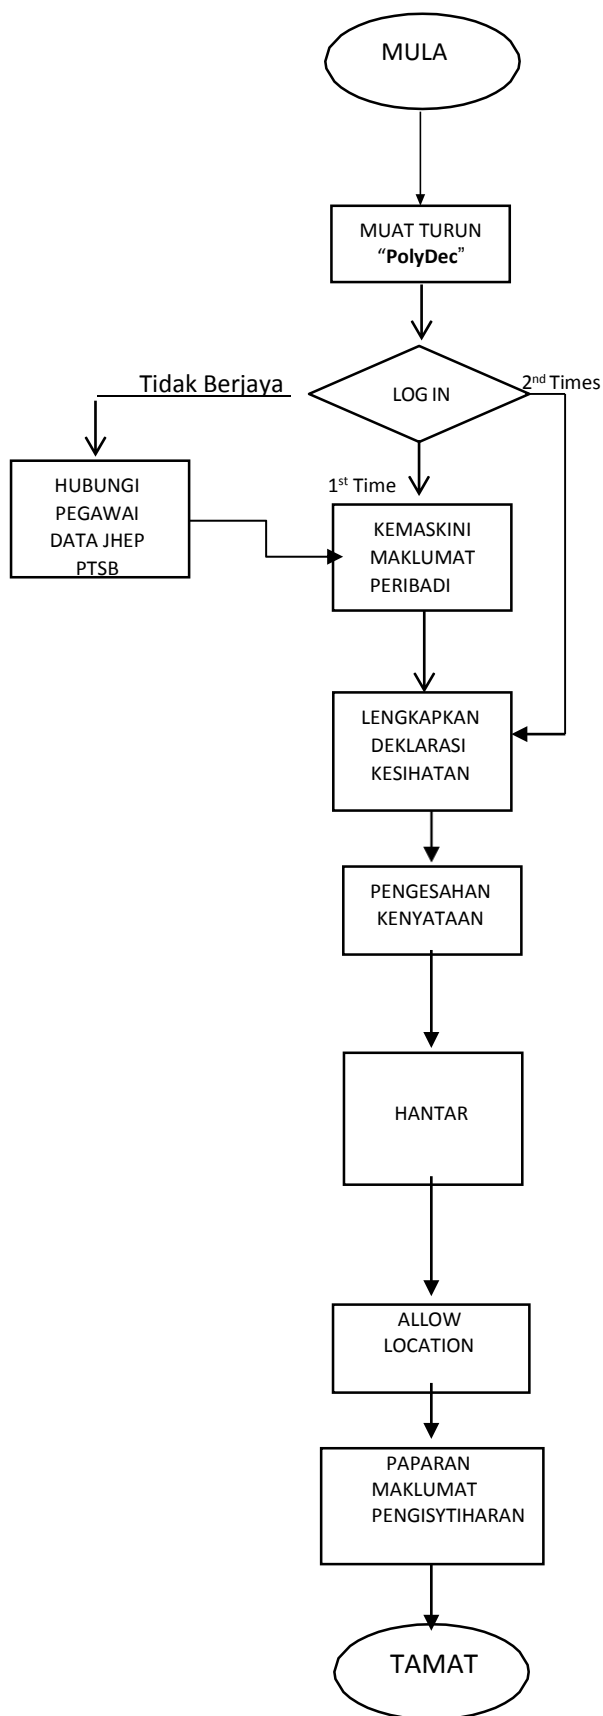 MULA
MUAT TURUN
“PolyDec”
Tidak Berjaya
LOG IN
2nd Times
HUBUNGI
PEGAWAI
DATA JHEP
PTSB
1st Time
KEMASKINI
MAKLUMAT
PERIBADI
LENGKAPKAN
DEKLARASI
KESIHATAN
PENGESAHAN
KENYATAAN
HANTAR
ALLOW
LOCATION
PAPARAN
MAKLUMAT
PENGISYTIHARAN
TAMAT